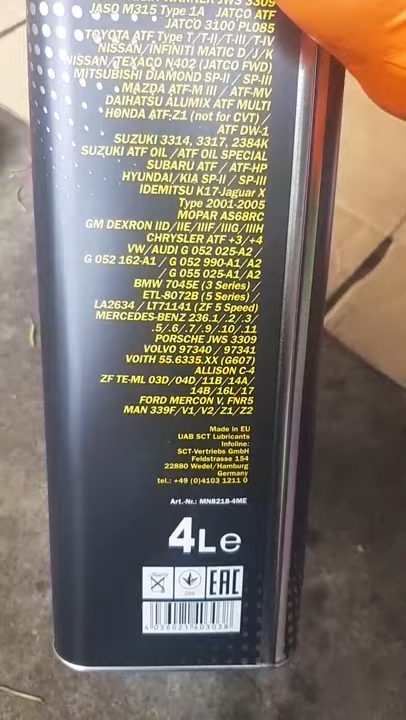 WARNER JWS 3309
JASO M315 Type 1A JATCO ATF
JATCO 3100 PL085
TOYOTA ATF Type T/T-II/T-III/T-IV
NISSAN/INFINITI MATIC D/J/K
NISSAN/TEXACO N402 (JATCO FWD)
MITSUBISHI DIAMOND SP-II / SP-III
MAZDA ATF-M III / ATF-MV
DAIHATSU ALUMIX ATF MULTI
HONDA ATF-Z1 (not for CVT) /
ATF DW-1
SUZUKI 3314, 3317, 2384K
SUZUKI ATF OIL /ATF OIL SPECIAL
SUBARU ATF / ATF-HP
HYUNDAI/KIA SP-II / SP-III
IDEMITSU K17-Jaguar X
Type 2001-2005
MOPAR AS68RC
GM DEXRON IID/IIE/IIIF/IIIG/IIIH
CHRYSLER ATF +3/+4
VW/AUDI G 052 025-A2 /
G 052 162-A1 / G 052 990-A1/A2
/ G 055 025-A1/A2
BMW 7045E (3 Series) /
ETL-8072B (5 Series) /
LA2634 / LT71141 (ZF 5 Speed)
MERCEDES-BENZ 236.1/.2/.3/
.5/.6/.7/.9/.10/.11
PORSCHE JWS 3309
VOLVO 97340 / 97341
VOITH 55.6335.XX (G607)
ALLISON C-4
ZF TE-ML 03D/04D/11B/14A/
14B/16L/17
FORD MERCON V, FNR5
MAN 339F/V1/V2/Z1/Z2
Made in EU
UAB SCT Lubricants
Infoline:
SCT-Vertriebs GmbH
Feldstrasse 154
22880 Wedel/Hamburg
Germany
tel.: +49 (0)4103 1211 0
Art.-Nr.: MN8218-4ME
4Le
EAC
4 036021 403038